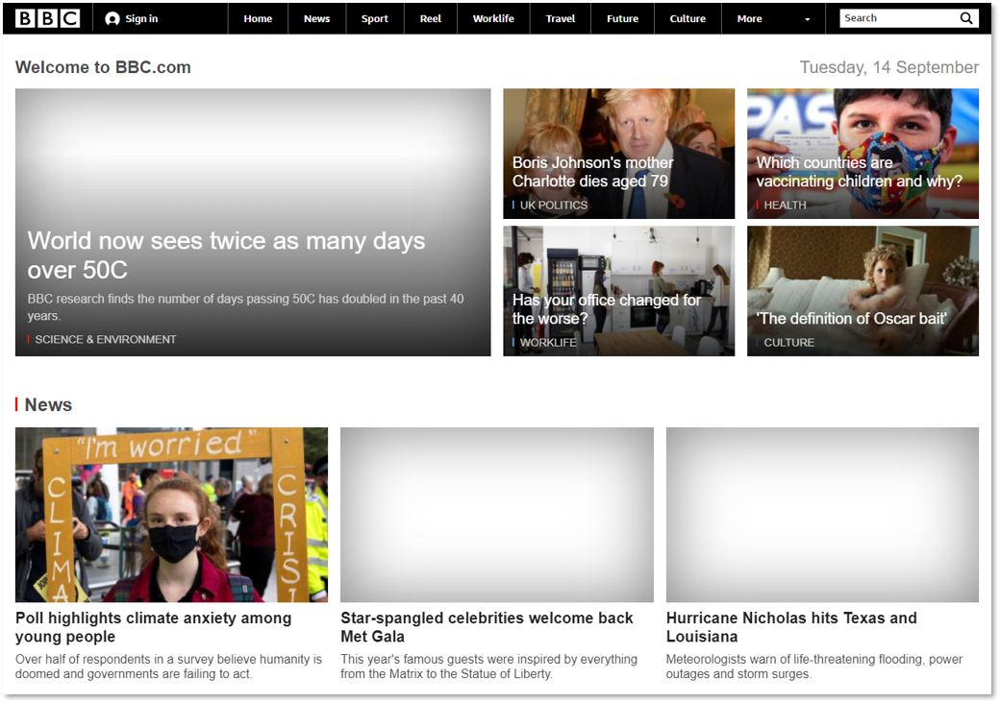 BBC
Sign in
Home
News
Sport
Reel
Worklife
Travel
Future
Culture
More
Search
Welcome to BBC.com
Tuesday, 14 September
World now sees twice as many days
over 50C
BBC research finds the number of days passing 50C has doubled in the past 40
years.
SCIENCE & ENVIRONMENT
Boris Johnson's mother
Charlotte dies aged 79
UK POLITICS
PAS
Which countries are
vaccinating children and why?
HEALTH
Has your office changed for
the worse?
WORKLIFE
'The definition of Oscar bait'
CULTURE
News
"I'm worried"
CLIMA
CRISI
Poll highlights climate anxiety among
young people
Over half of respondents in a survey believe humanity is
doomed and governments are failing to act.
Star-spangled celebrities welcome back
Met Gala
This year's famous guests were inspired by everything
from the Matrix to the Statue of Liberty.
Hurricane Nicholas hits Texas and
Louisiana
Meteorologists warn of life-threatening flooding, power
outages and storm surges.